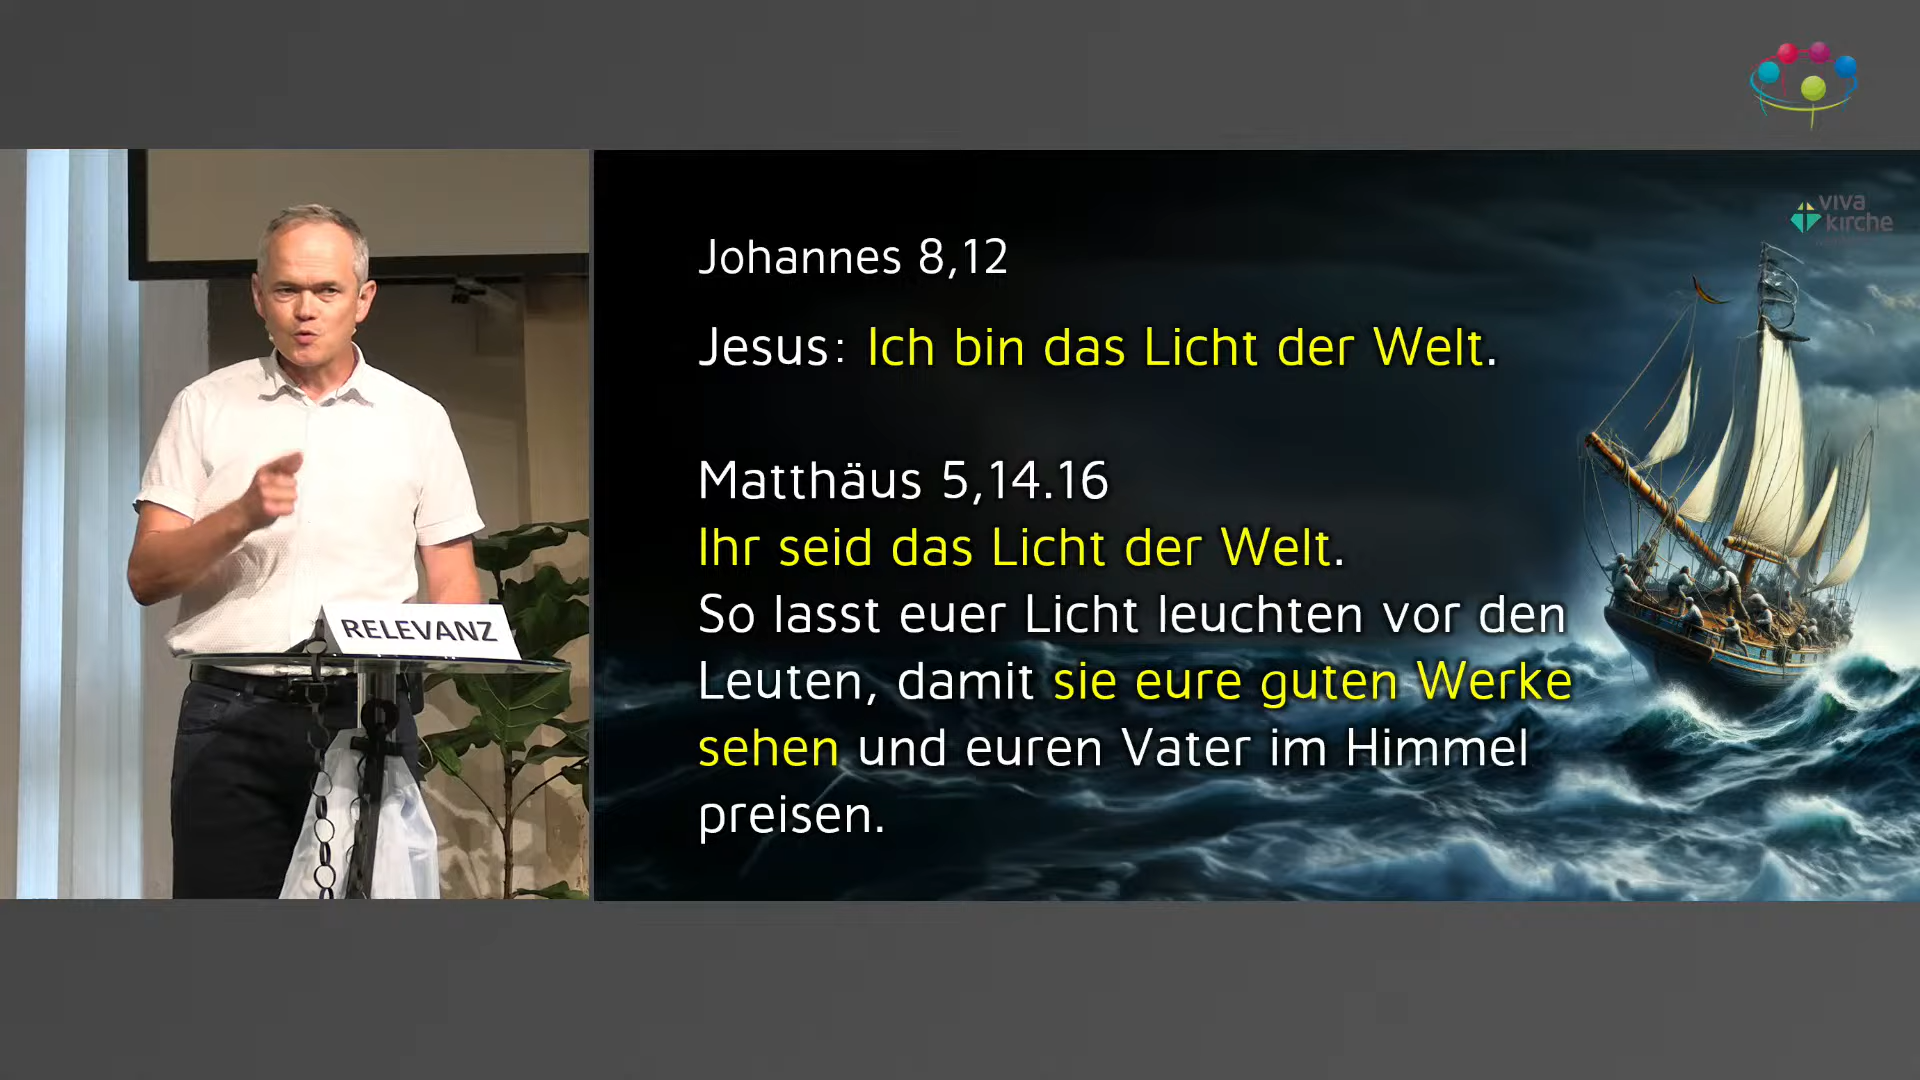 viva
kirche
Johannes 8,12
Jesus: Ich bin das Licht der Welt.
Matthäus 5,14.16
Ihr seid das Licht der Welt.
So lasst euer Licht leuchten vor den
Leuten, damit sie eure guten Werke
sehen und euren Vater im Himmel
preisen.
RELEVANZ